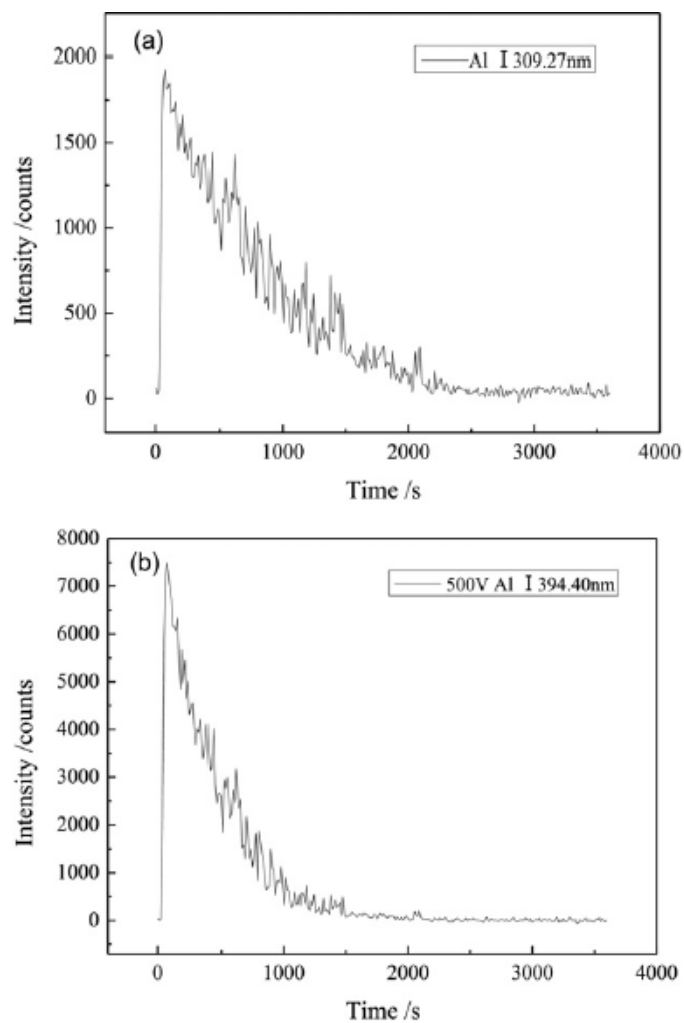 (a)
Al I 309.27nm
2000
1500
1000
500
0
Intensity /counts
0 1000 2000 3000 4000
Time /s
(b)
500V Al I 394.40nm
8000
7000
6000
5000
4000
3000
2000
1000
0
Intensity /counts
0 1000 2000 3000 4000
Time /s